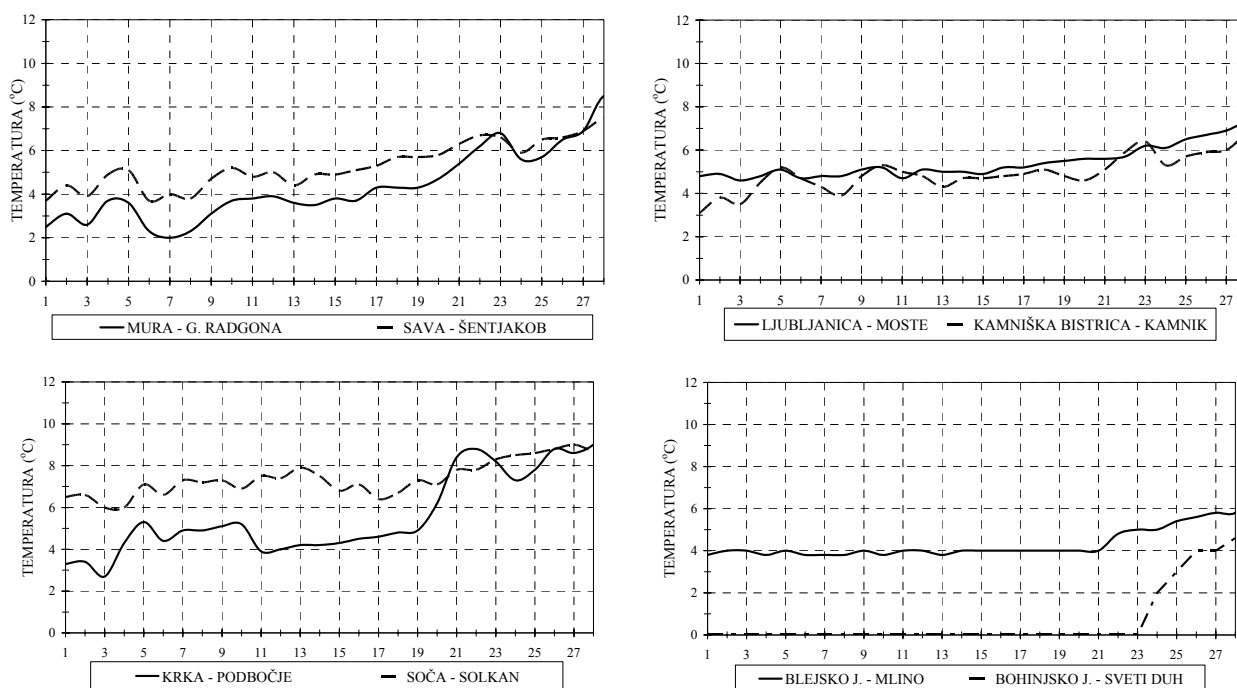 12
10
8
6
4
2
0
TEMPERATURA (°C)
1 3 5 7 9 11 13 15 17 19 21 23 25 27
MURA - G. RADGONA SAVA - ŠENTJAKOB
12
10
8
6
4
2
0
TEMPERATURA (°C)
1 3 5 7 9 11 13 15 17 19 21 23 25 27
LJUBLJANICA - MOSTE KAMNIŠKA BISTRICA - KAMNIK
12
10
8
6
4
2
0
TEMPERATURA (°C)
1 3 5 7 9 11 13 15 17 19 21 23 25 27
KRKA - PODBOČJE SOČA - SOLKAN
12
10
8
6
4
2
0
TEMPERATURA (°C)
1 3 5 7 9 11 13 15 17 19 21 23 25 27
BLEJSKO J. - MLINO BOHINJSKO J. - SVETI DUH